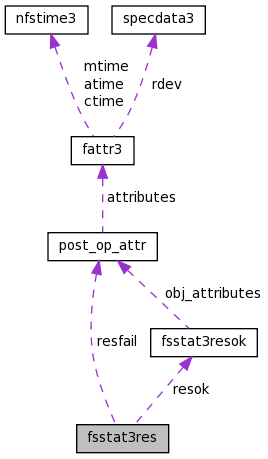 nfstime3
specdata3
mtime
atime
ctime
rdev
fattr3
attributes
post_op_attr
obj_attributes
resfail
fsstat3resok
resok
fsstat3res